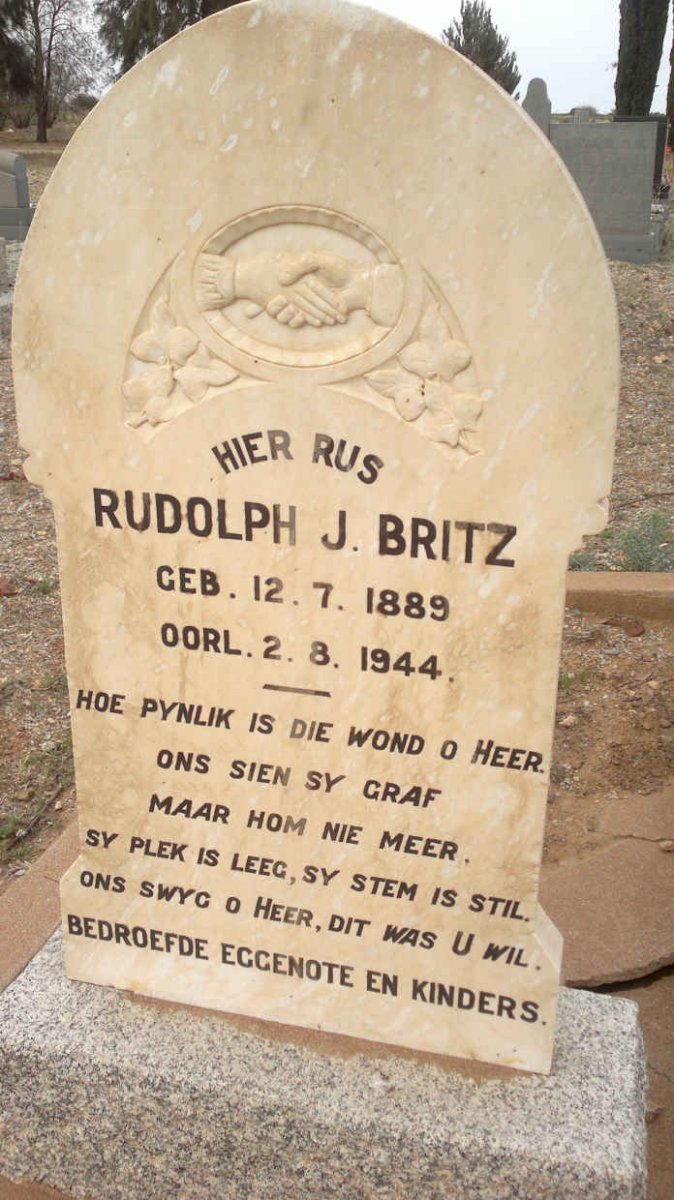 HIER RUS
RUDOLPH J. BRITZ
GEB. 12. 7. 1889
OORL. 2. 8. 1944.
HOE PYNLIK IS DIE WOND O HEER.
ONS SIEN SY GRAF
MAAR HOM NIE MEER.
SY PLEK IS LEEG, SY STEM IS STIL.
ONS SWYG O HEER, DIT WAS U WIL.
BEDROEFDE EGGENOTE EN KINDERS.